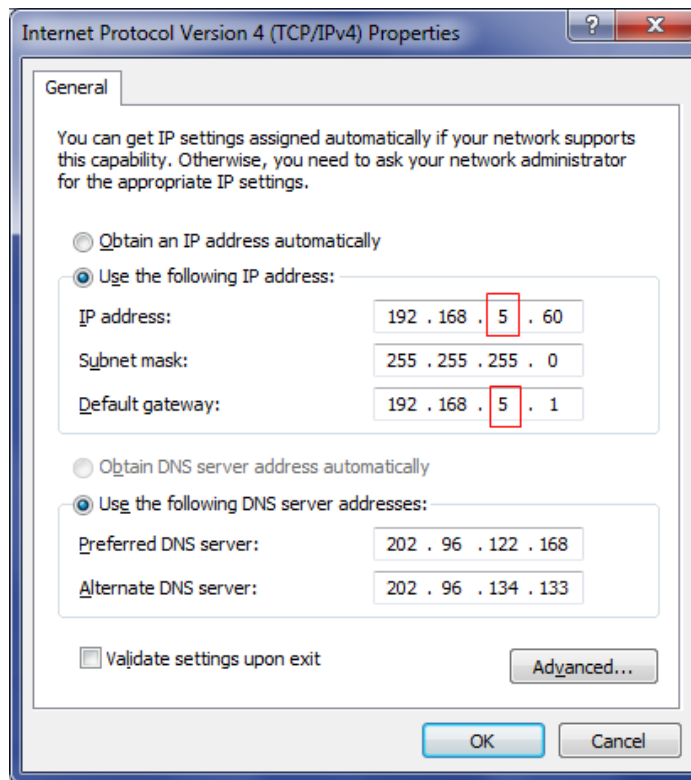 Internet Protocol Version 4 (TCP/IPv4) Properties
General
You can get IP settings assigned automatically if your network supports
this capability. Otherwise, you need to ask your network administrator
for the appropriate IP settings.
Obtain an IP address automatically
Use the following IP address:
IP address: 192 . 168 . 5 . 60
Subnet mask: 255 . 255 . 255 . 0
Default gateway: 192 . 168 . 5 . 1
Obtain DNS server address automatically
Use the following DNS server addresses:
Preferred DNS server: 202 . 96 . 122 . 168
Alternate DNS server: 202 . 96 . 134 . 133
Validate settings upon exit
Advanced...
OK Cancel